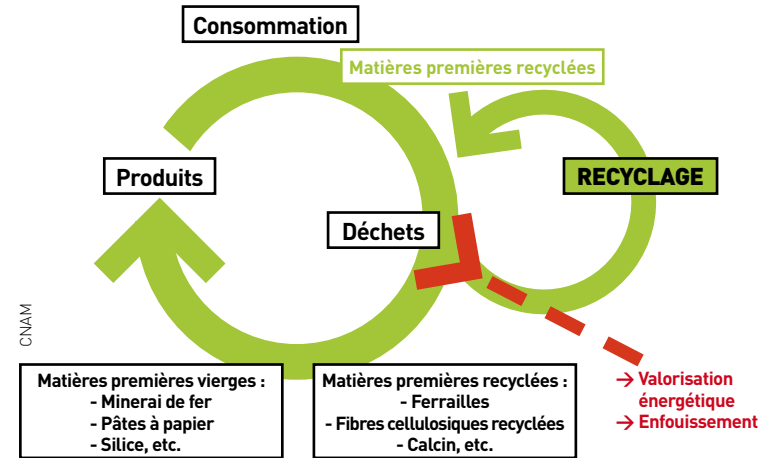 Consommation
Matières premières recyclées
Produits
RECYCLAGE
Déchets
CNAM
Matières premières vierges :
- Minerai de fer
- Pâtes à papier
- Silice, etc.
Matières premières recyclées :
- Ferrailles
- Fibres cellulosiques recyclées
- Calcin, etc.
→ Valorisation
énergétique
→ Enfouissement